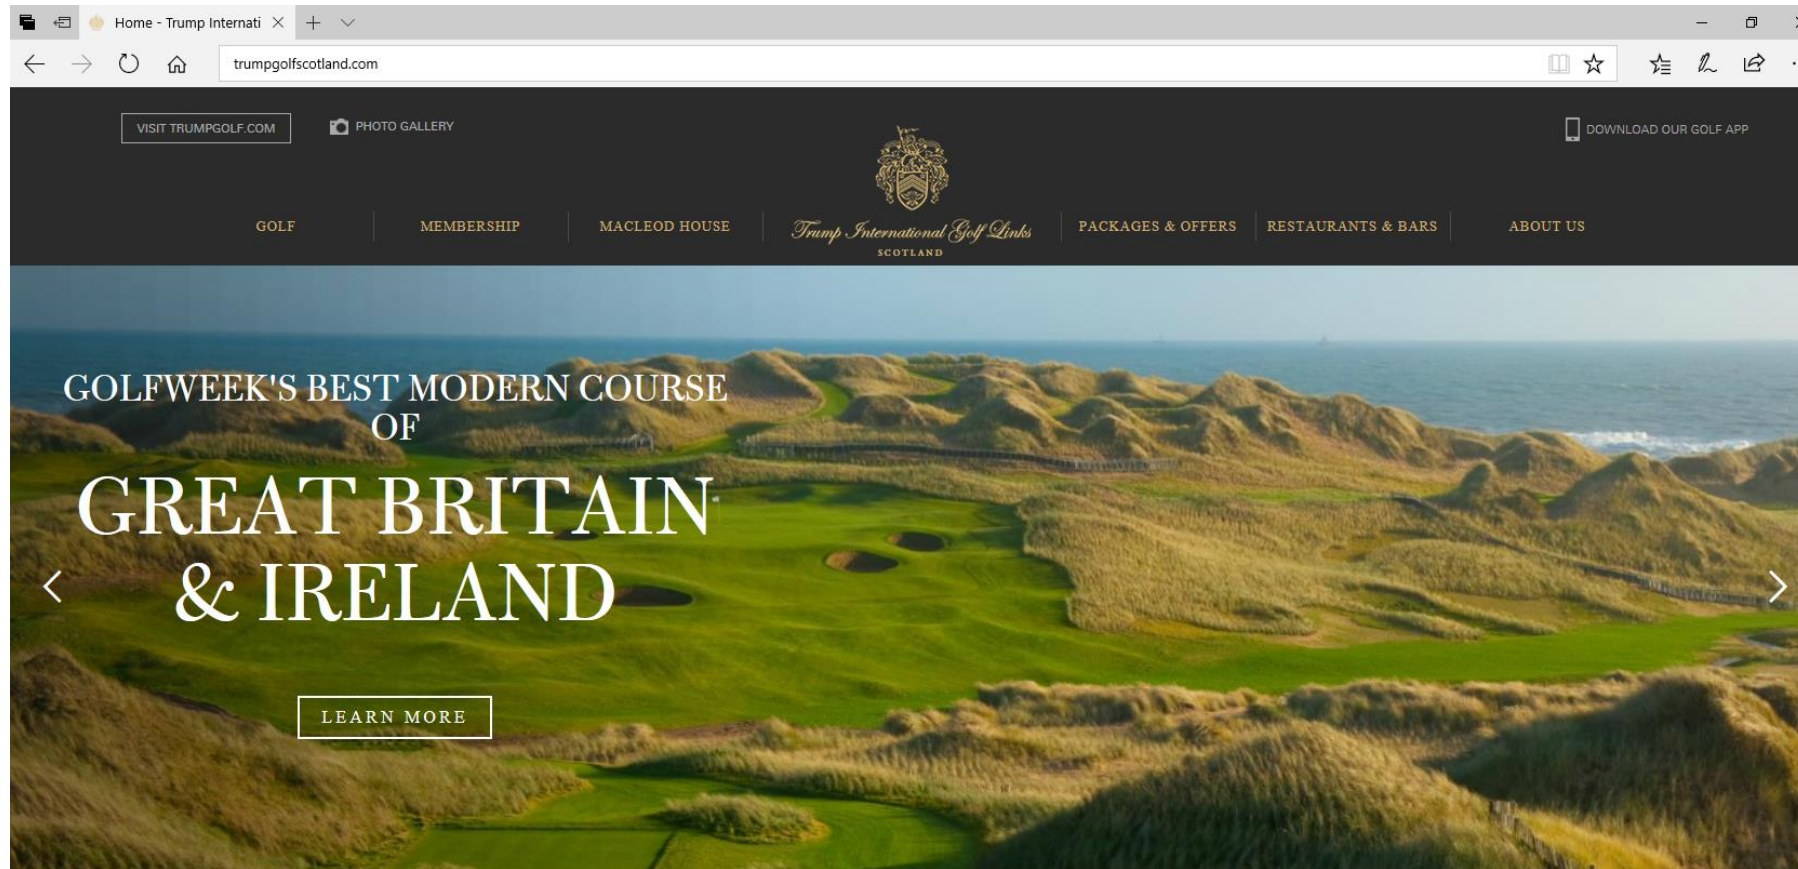 Home - Trump Internati
trumpgolfscotland.com
VISIT TRUMPGOLF.COM
PHOTO GALLERY
DOWNLOAD OUR GOLF APP
GOLF
MEMBERSHIP
MACLEOD HOUSE
Trump International Golf Links
SCOTLAND
PACKAGES & OFFERS
RESTAURANTS & BARS
ABOUT US
GOLFWEEK'S BEST MODERN COURSE
OF
GREAT BRITAIN
& IRELAND
LEARN MORE